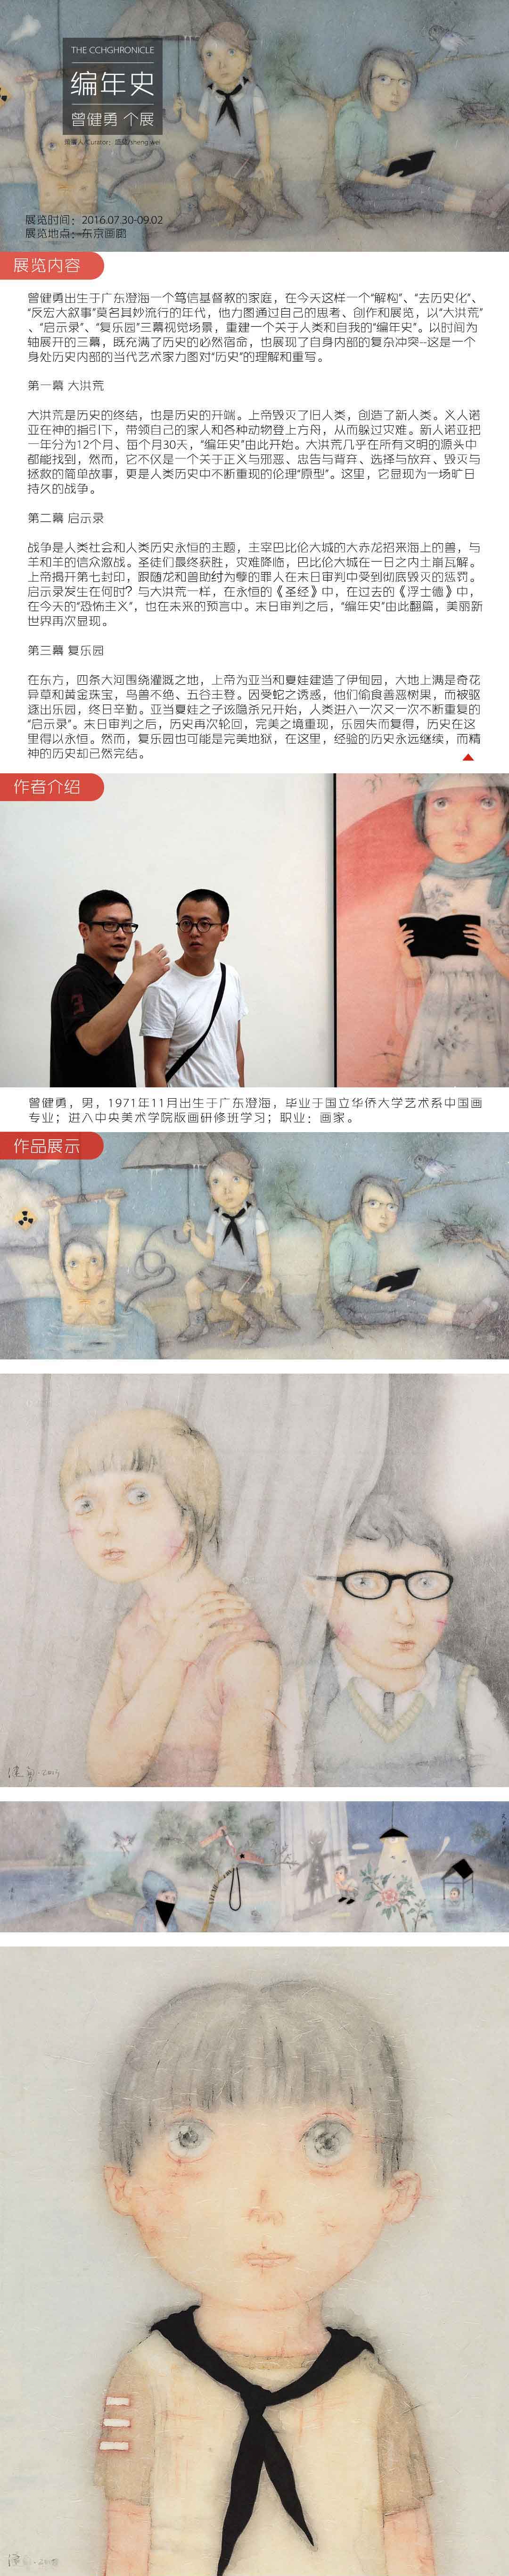 THE CCHGHRONICLE
编年史
曾健勇 个展
展览时间：2016.07.30-09.02
展览地点：东京画廊
展览内容
曾健勇出生于广东澄海一个笃信基督教的家庭，在今天这样一个“解构”、“去历史化”、
“反宏大叙事”莫名其妙流行的年代，他力图通过自己的思考、创作和展览，以“大洪荒”
、“启示录”、“复乐园”三幕视觉场景，重建一个关于人类和自我的“编年史”。以时间为
轴展开的三幕，既充满了历史的必然宿命，也展现了自身内部的复杂冲突--这是一个
身处历史内部的当代艺术家力图对“历史”的理解和重写。
第一幕 大洪荒
大洪荒是历史的终结，也是历史的开端。上帝毁灭了旧人类，创造了新人类。义人诺
亚在神的指引下，带领自己的家人和各种动物登上方舟，从而躲过灾难。新人诺亚把
一年分为12个月、每个月30天，“编年史”由此开始。大洪荒几乎在所有文明的源头中
都能找到，然而，它不仅是一个关于正义与邪恶、忠告与背弃、选择与放弃、毁灭与
拯救的简单故事，更是人类历史中不断重现的伦理“原型”。这里，它显现为一场旷日
持久的战争。
第二幕 启示录
战争是人类社会和人类历史永恒的主题，主宰巴比伦大城的大赤龙招来海上的兽，与
羊和羊的信众激战。圣徒们最终获胜，灾难降临，巴比伦大城在一日之内土崩瓦解。
上帝揭开第七封印，跟随龙和兽助纣为孽的罪人在末日审判中受到彻底毁灭的惩罚。
启示录发生在何时？与大洪荒一样，在永恒的《圣经》中，在过去的《浮士德》中，
在今天的“恐怖主义”，也在未来的预言中。末日审判之后，“编年史”由此翻篇，美丽新
世界再次显现。
第三幕 复乐园
在东方，四条大河围绕灌溉之地，上帝为亚当和夏娃建造了伊甸园，大地上满是奇花
异草和黄金珠宝，鸟兽不绝、五谷丰登。因受蛇之诱惑，他们偷食善恶树果，而被驱
逐出乐园，终日辛勤。亚当夏娃之子该隐杀兄开始，人类进入一次又一次不断重复的
“启示录”。末日审判之后，历史再次轮回，完美之境重现，乐园失而复得，历史在这
里得以永恒。然而，复乐园也可能是完美地狱，在这里，经验的历史永远继续，而精
神的历史却已然完结。
作者介绍
曾健勇，男，1971年11月出生于广东澄海，毕业于国立华侨大学艺术系中国画
专业；进入中央美术学院版画研修班学习；职业：画家。
作品展示